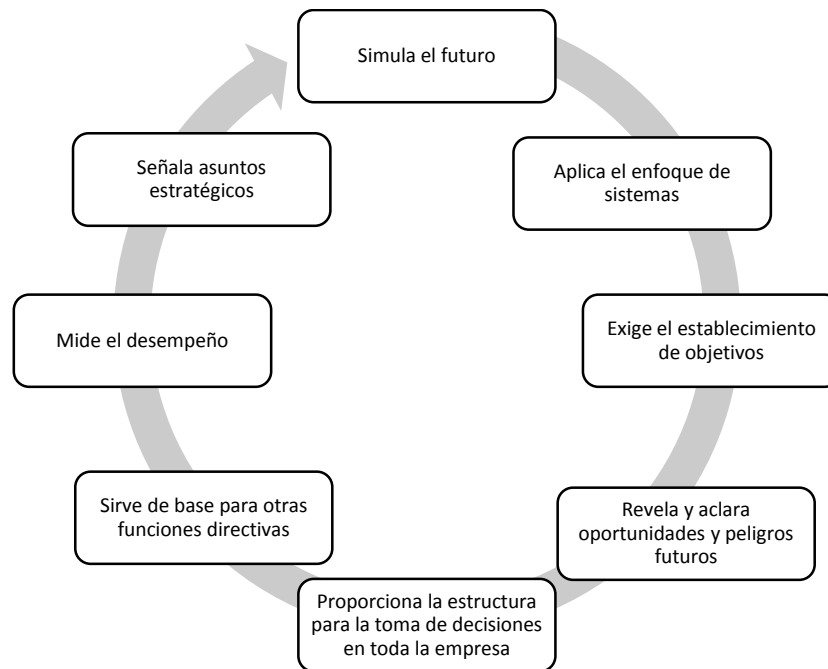 Simula el futuro
Aplica el enfoque de
sistemas
Exige el establecimiento
de objetivos
Revela y aclara
oportunidades y peligros
futuros
Proporciona la estructura
para la toma de decisiones
en toda la empresa
Sirve de base para otras
funciones directivas
Mide el desempeño
Señala asuntos
estratégicos